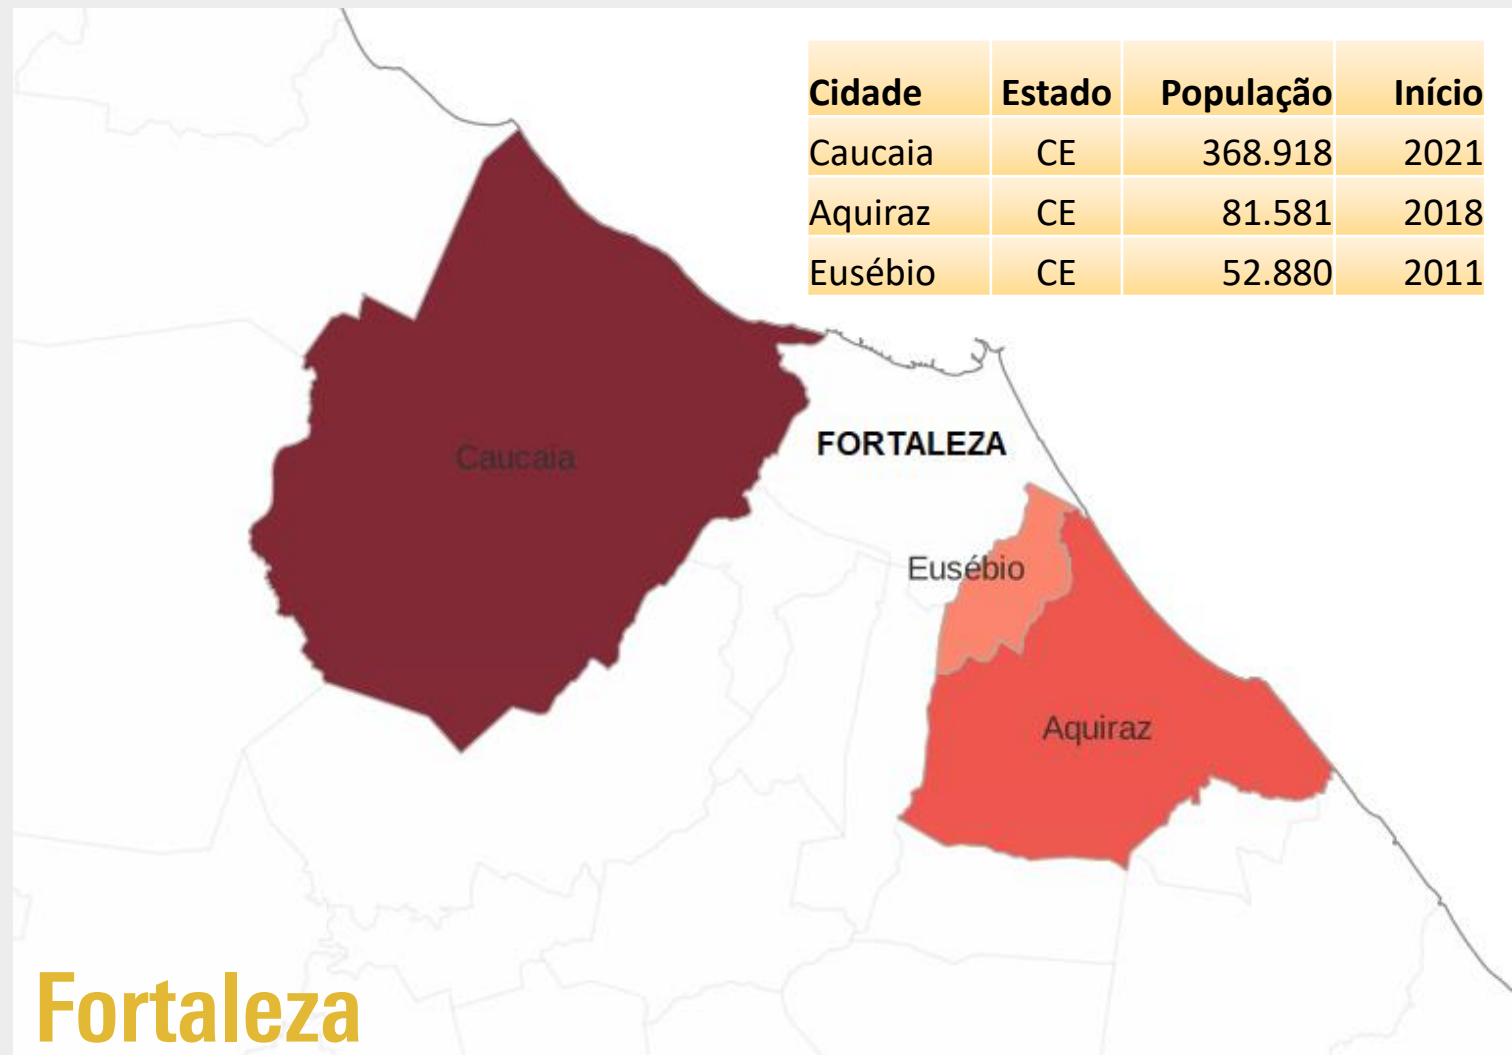 Cidade Estado População Início
Caucaia CE 368.918 2021
Aquiraz CE 81.581 2018
Eusébio CE 52.880 2011
FORTALEZA
Caucaia
Eusébio
Aquiraz
Fortaleza